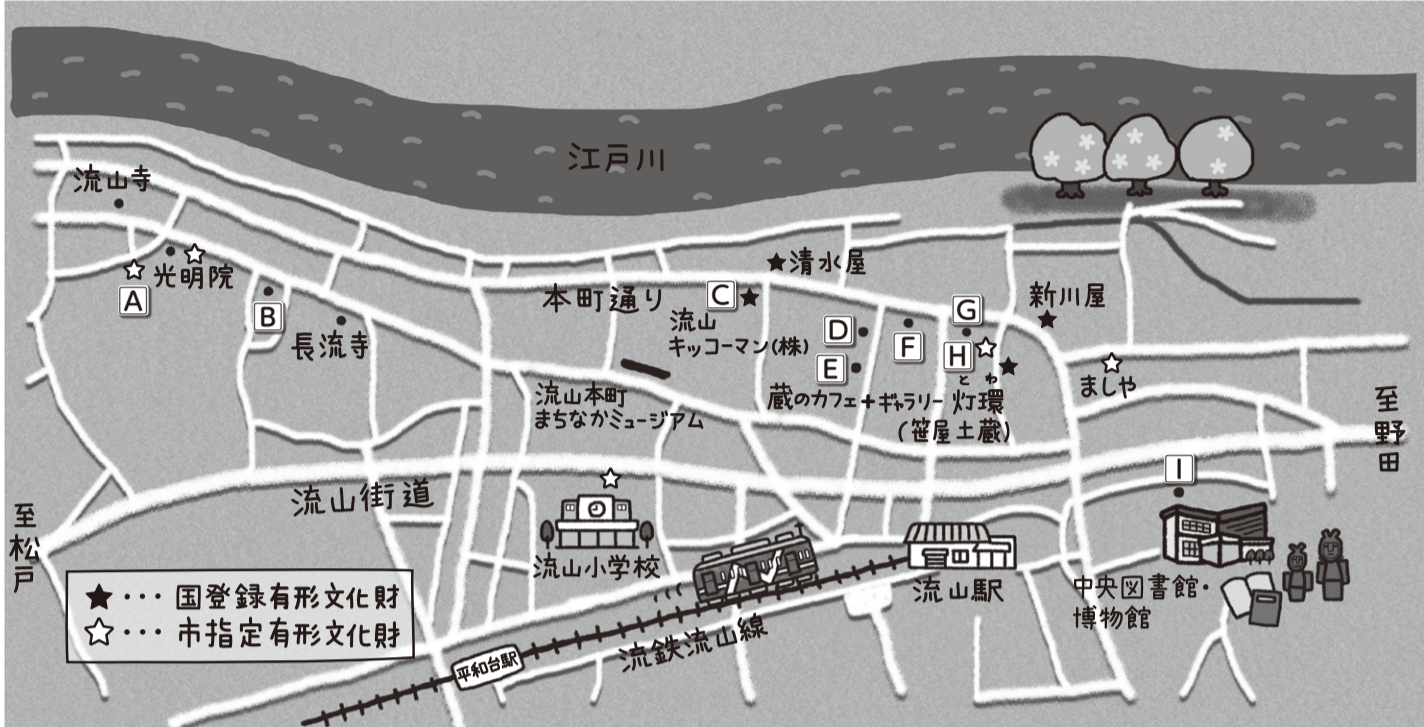 江戸川
流山寺
光明院
A
B
長流寺
本町通り
清水屋
C
流山
キッコーマン(株)
D
E
F
G
H
新川屋
蔵のカフェ+ギャラリー 灯環
とわ
(笹屋土蔵)
ましや
流山本町
まちなかミュージアム
至野田
I
流山街道
至松戸
流山小学校
流山駅
中央図書館・
博物館
流鉄流山線
平和台駅
★・・・国登録有形文化財
☆・・・市指定有形文化財